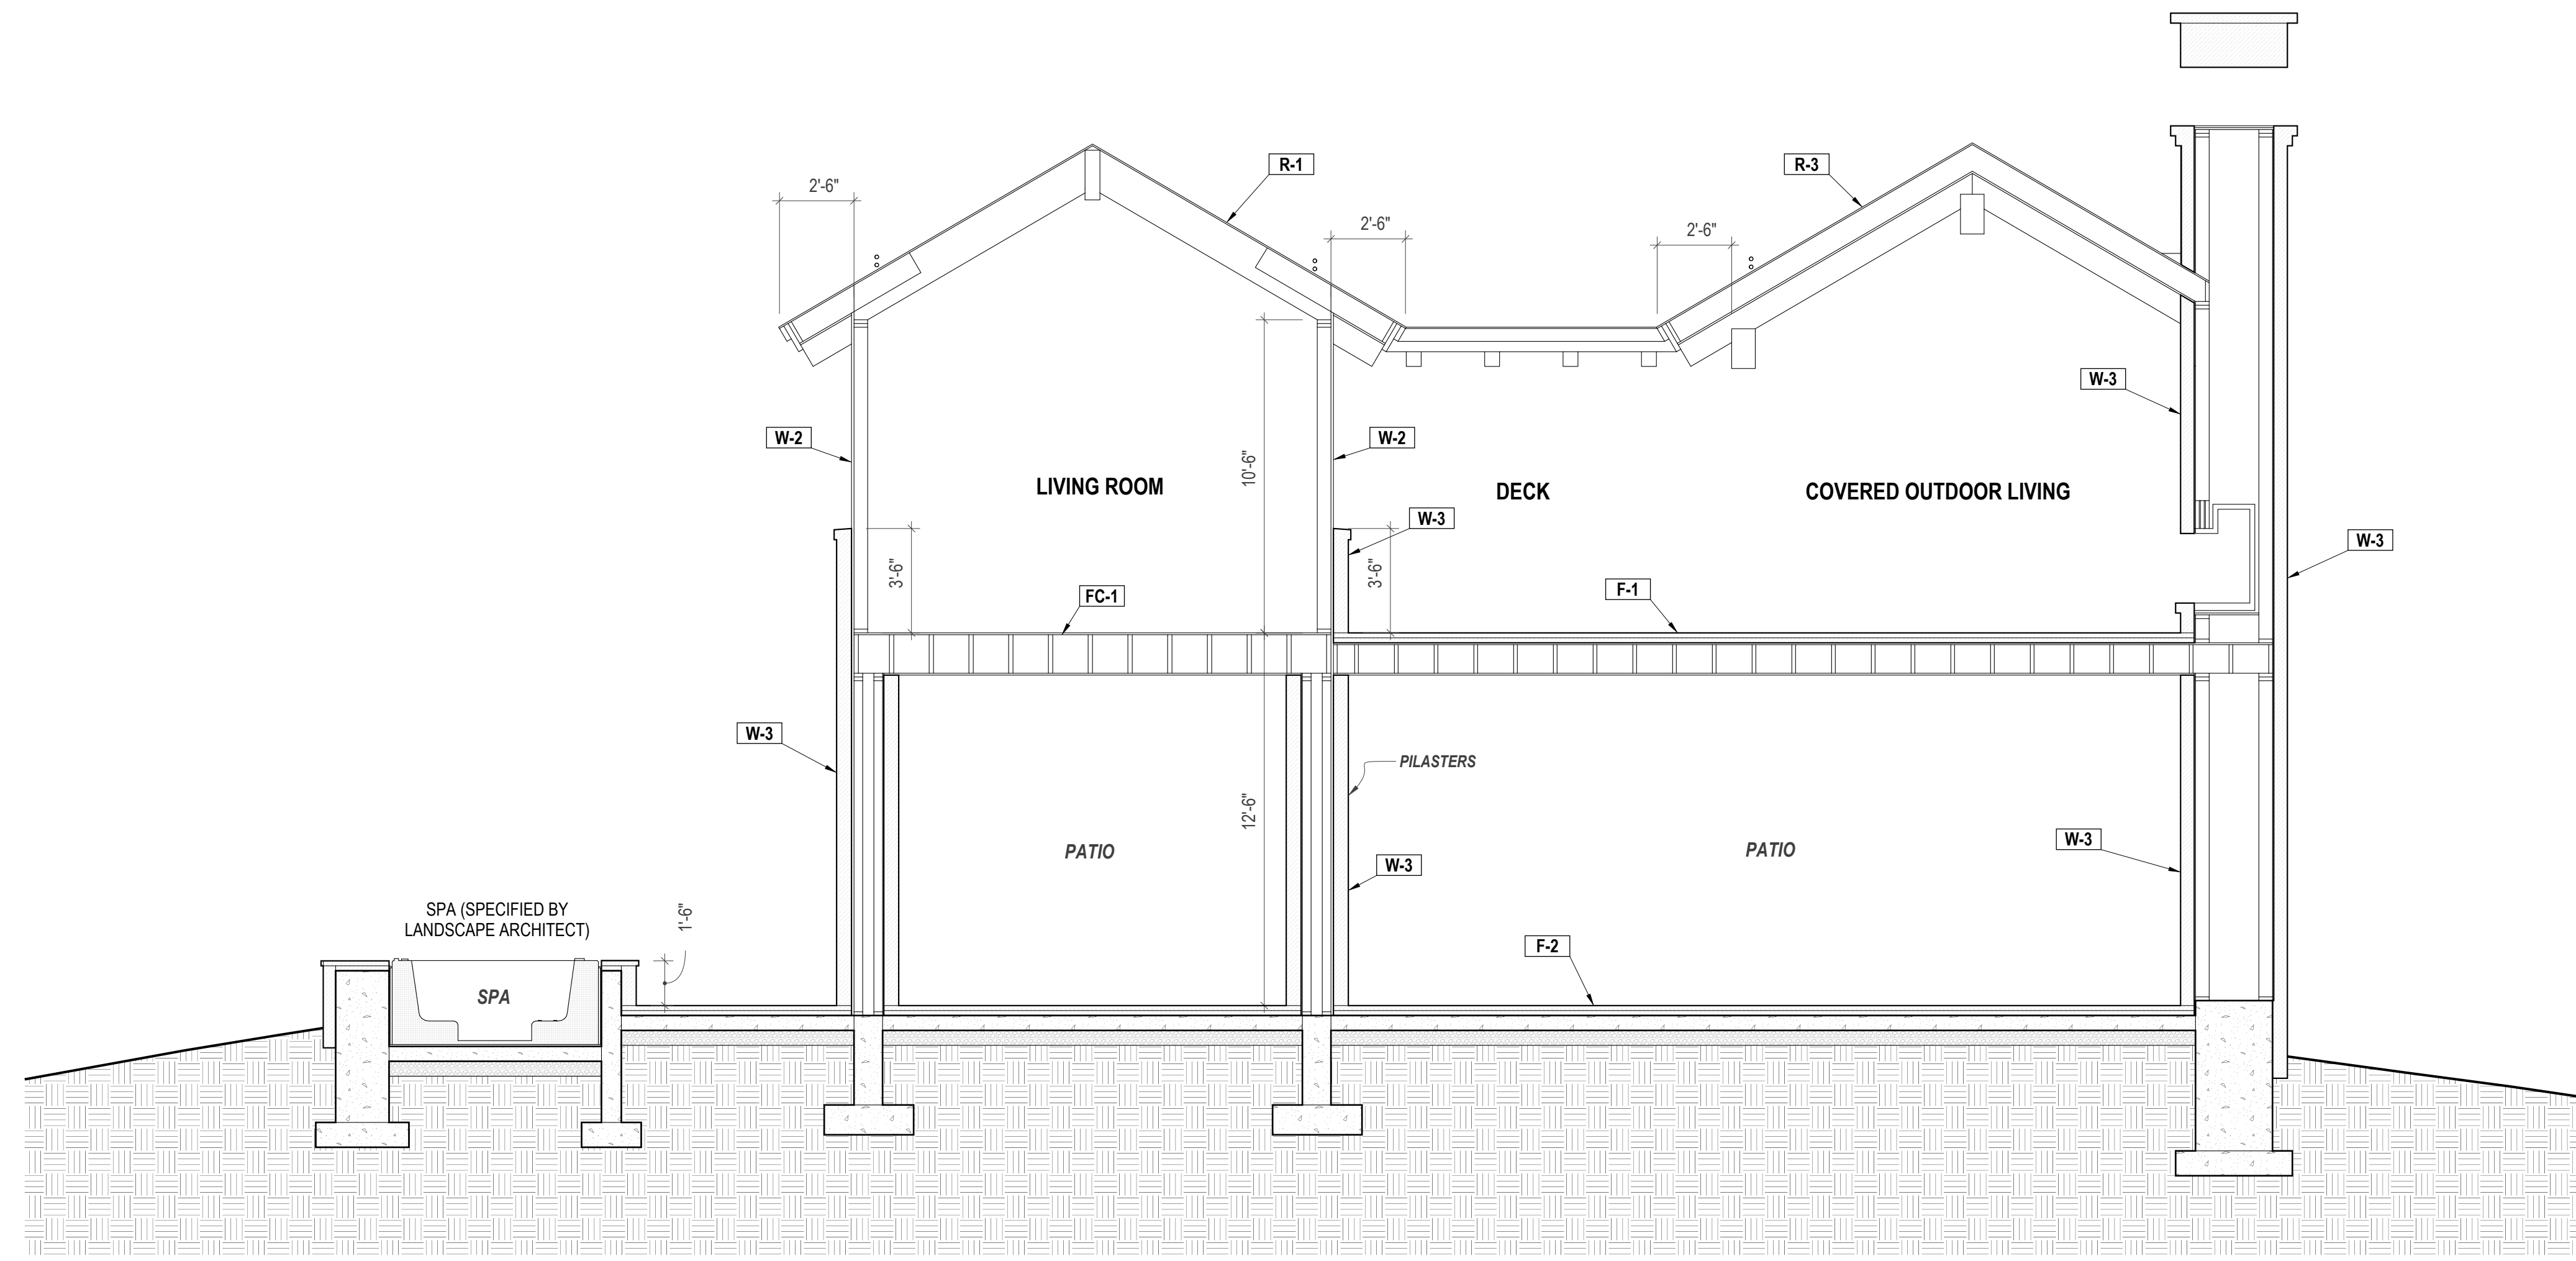 R-1
R-3
2'-6"
2'-6"
2'-6"
W-3
W-2
W-2
10'-6"
LIVING ROOM
DECK
COVERED OUTDOOR LIVING
W-3
W-3
3'-6"
3'-6"
FC-1
F-1
W-3
PILASTERS
12'-6"
PATIO
PATIO
W-3
W-3
SPA (SPECIFIED BY
LANDSCAPE ARCHITECT)
1'-6"
F-2
SPA